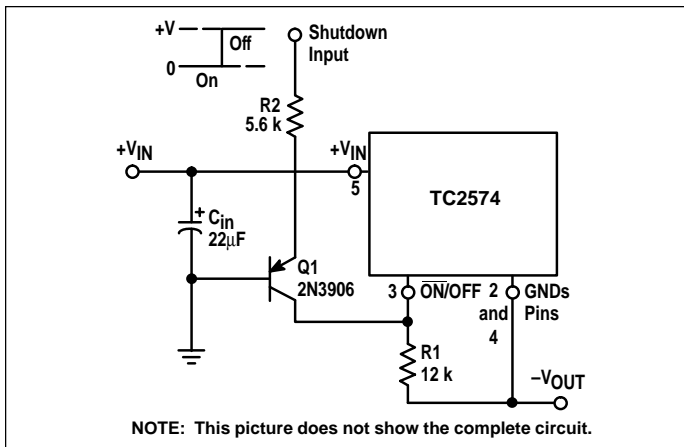 +V
Off
0
On
Shutdown
Input
R2
5.6 k
+VIN
+VIN
5
TC2574
+
Cin
22µF
Q1
2N3906
3
ON/OFF
2
and
4
GNDs
Pins
R1
12 k
–VOUT
NOTE: This picture does not show the complete circuit.